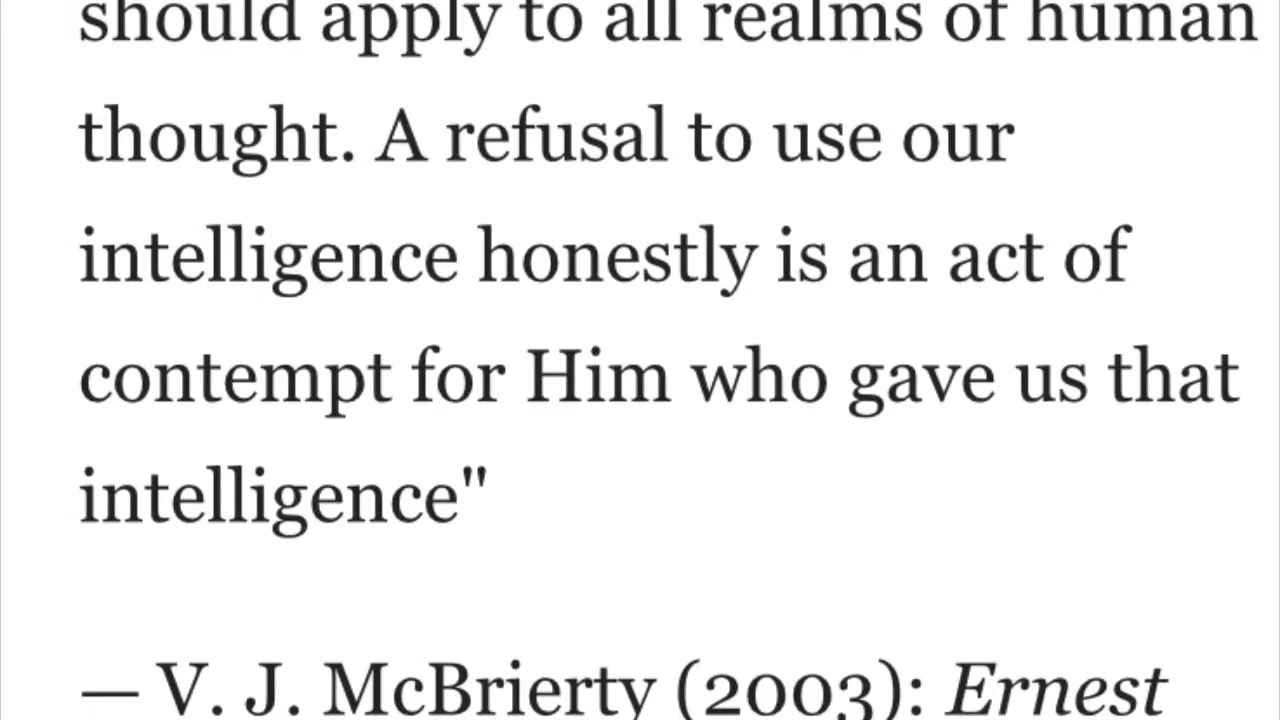 should apply to all realms of human
thought. A refusal to use our
intelligence honestly is an act of
contempt for Him who gave us that
intelligence"
— V. J. McBrierty (2003): Ernest